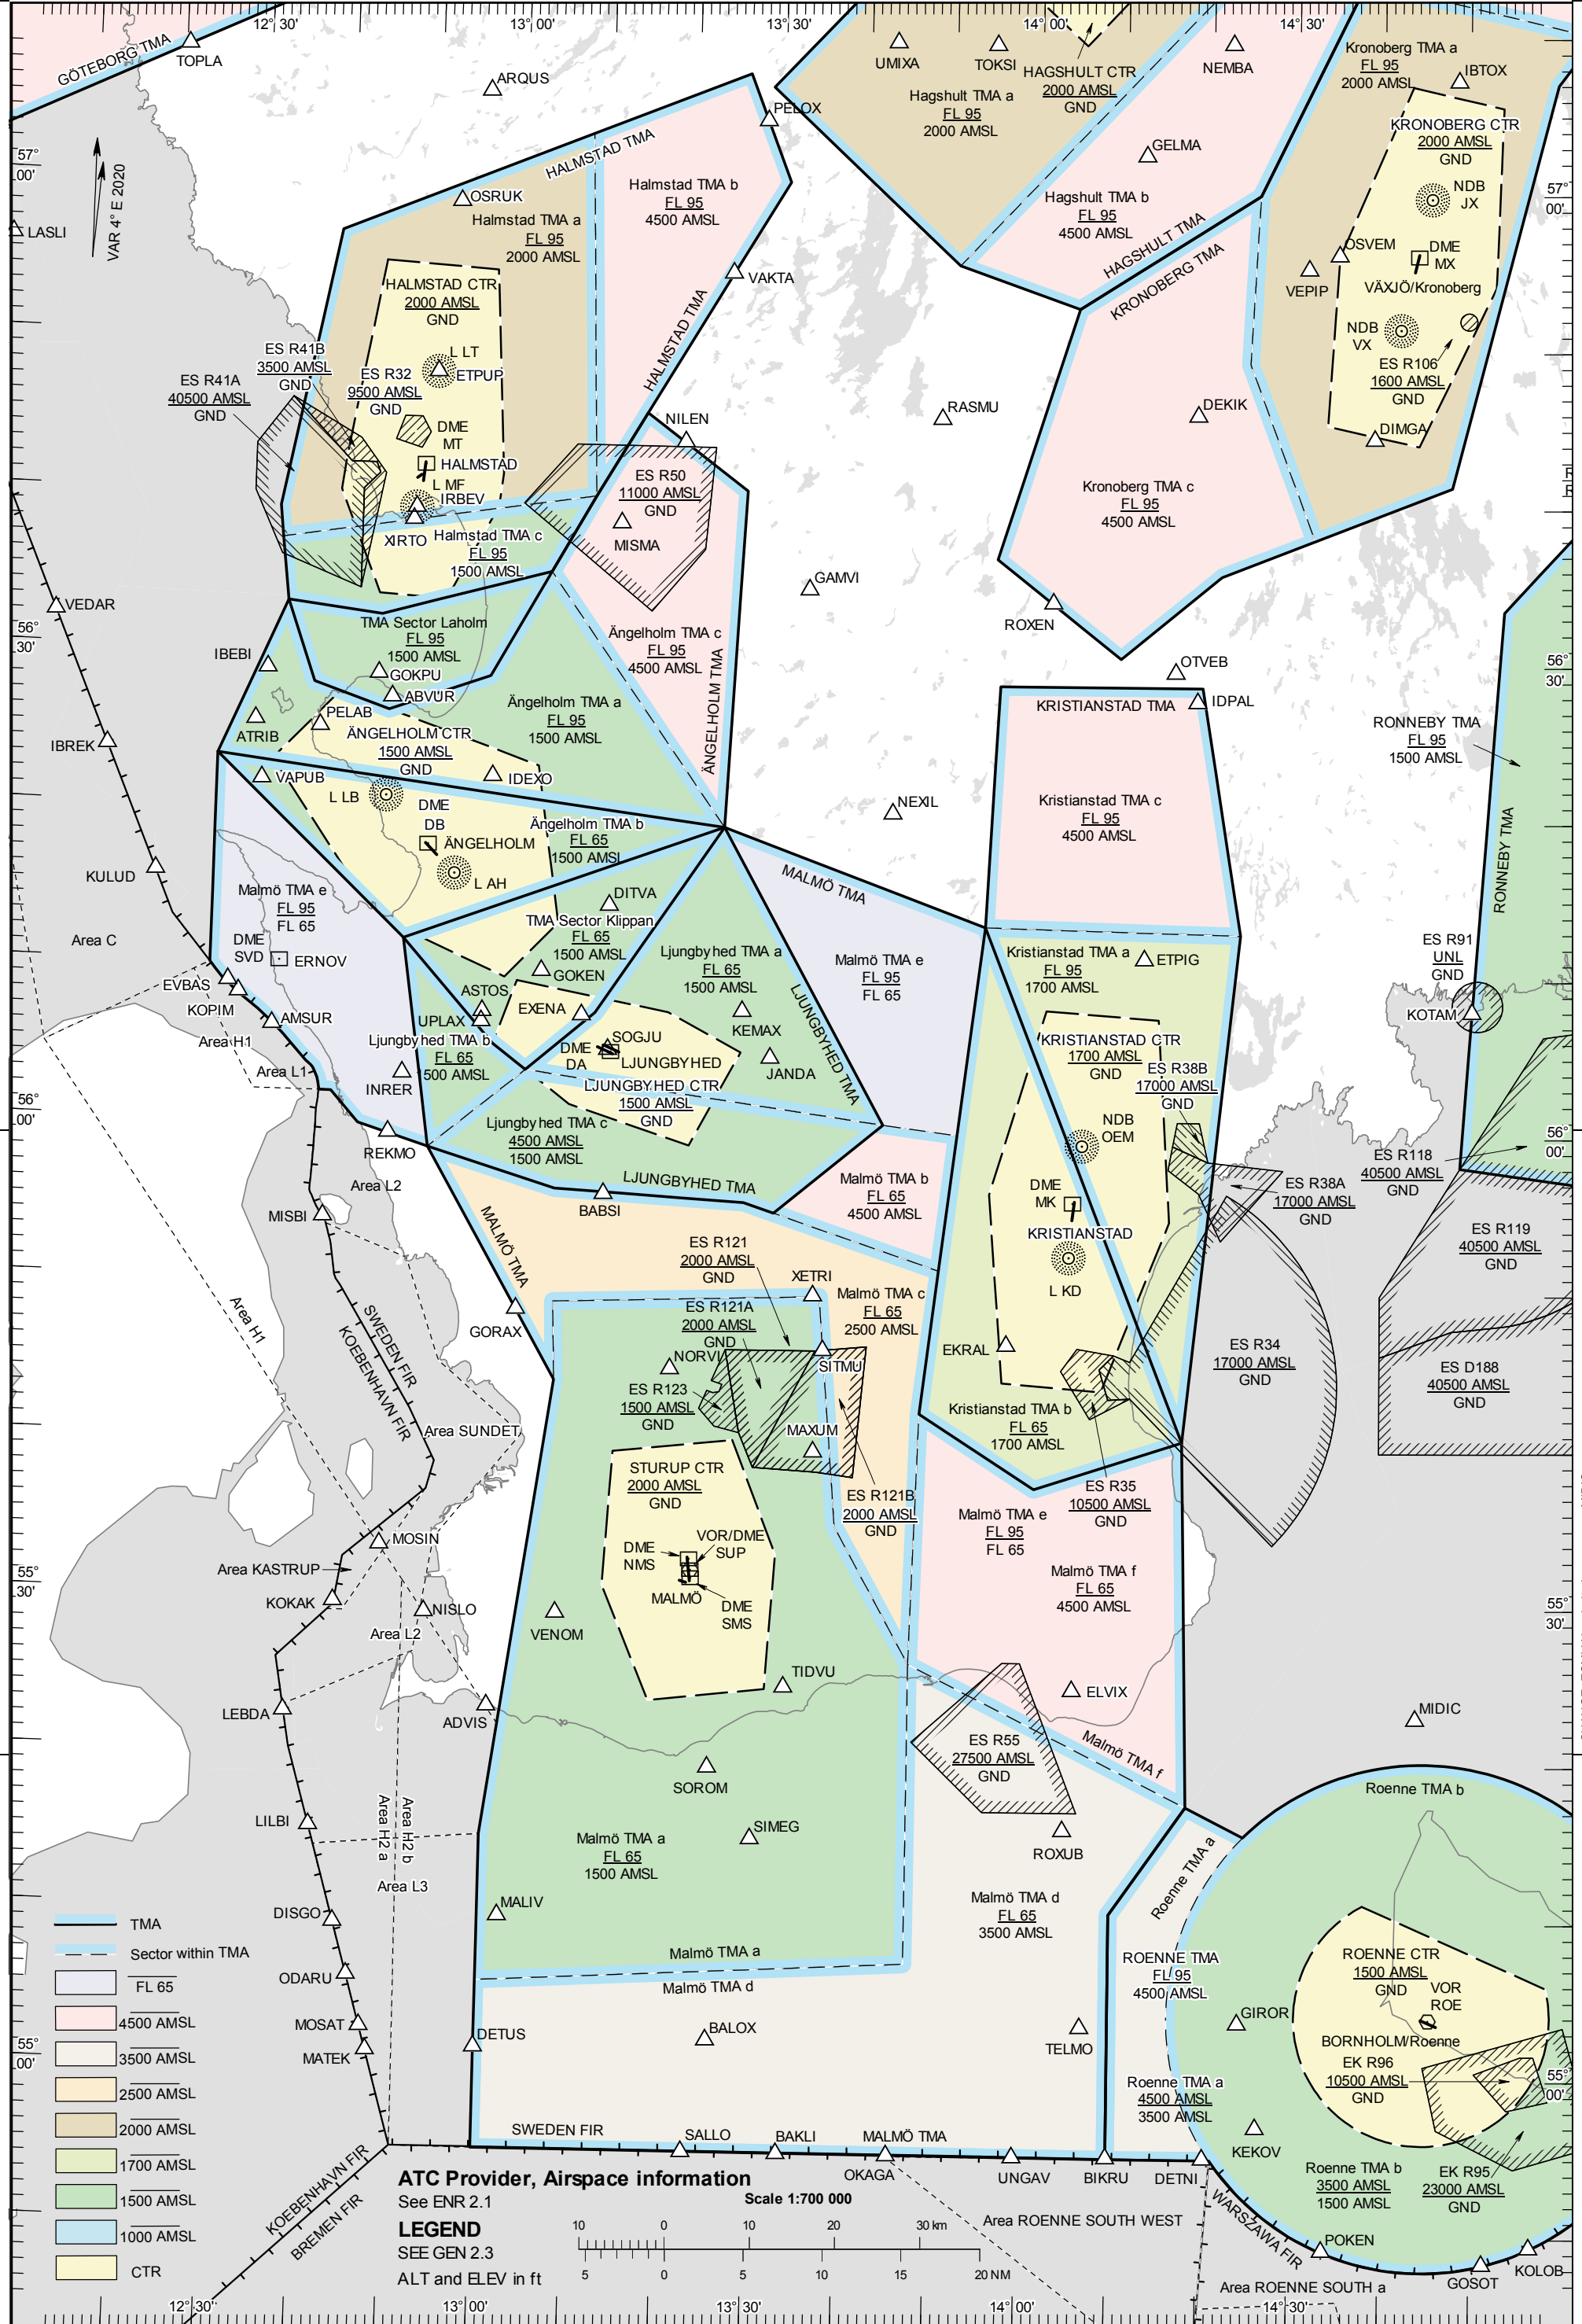 12° 30'
13° 00'
13° 30'
14° 00'
14° 30'
GÖTEBORG TMA
TOPLA
ARQUS
UMIXA
TOKSI
HAGSHULT CTR
2000 AMSL
GND
NEMBA
Kronoberg TMA a
FL 95
2000 AMSL
IBTOX
Hagshult TMA a
FL 95
2000 AMSL
PELOX
KRONOBERG CTR
2000 AMSL
GND
HALMSTAD TMA
GELMA
57°
00'
VAR 4° E 2020
OSRUK
Halmstad TMA a
FL 95
2000 AMSL
Halmstad TMA b
FL 95
4500 AMSL
Hagshult TMA b
FL 95
4500 AMSL
NDB
JX
57°
00'
LASLI
HAGSHULT TMA
KRONOBERG TMA
OSVEM
DME
MX
VEPIP
VÄXJÖ/Kronoberg
HALMSTAD CTR
2000 AMSL
GND
VAKTA
HALMSTAD TMA
NDB
VX
ES R41B
3500 AMSL
GND
ES R32
9500 AMSL
GND
L LT
ETPUP
ES R41A
40500 AMSL
GND
ES R106
1600 AMSL
GND
RASMU
DEKIK
NILEN
DIMGA
DME
MT
HALMSTAD
L MF
IRBEV
XIRTO
Halmstad TMA c
FL 95
1500 AMSL
ES R50
11000 AMSL
GND
MISMA
Kronoberg TMA c
FL 95
4500 AMSL
GAMVI
VEDAR
ROXEN
56°
30'
TMA Sector Laholm
FL 95
1500 AMSL
IBEBI
GOKPU
ABVUR
Ängelholm TMA c
FL 95
4500 AMSL
OTVEB
56°
30'
IDPAL
KRISTIANSTAD TMA
PELAB
ATRIB
Ängelholm TMA a
FL 95
1500 AMSL
ÄNGELHOLM TMA
RONNEBY TMA
FL 95
1500 AMSL
IBREK
ÄNGELHOLM CTR
1500 AMSL
GND
VAPUB
IDEXO
L LB
DME
DB
ÄNGELHOLM
L AH
Ängelholm TMA b
FL 65
1500 AMSL
NEXIL
Kristianstad TMA c
FL 95
4500 AMSL
RONNEBY TMA
KULUD
MALMÖ TMA
Malmö TMA e
FL 95
FL 65
DITVA
TMA Sector Klippan
FL 65
1500 AMSL
GOKEN
Area C
DME
SVD
ERNOV
Ljungbyhed TMA a
FL 65
1500 AMSL
Malmö TMA e
FL 95
FL 65
Kristianstad TMA a
FL 95
1700 AMSL
ETPIG
ES R91
UNL
GND
KOTAM
EVBAS
KOPIM
AMSUR
ASTOS
UPLAX
EXENA
KEMAX
LJUNGBYHED TMA
Area H1
Ljungbyhed TMA b
FL 65
1500 AMSL
SOGJU
DME
DA
LJUNGBYHED
JANDA
KRISTIANSTAD CTR
1700 AMSL
GND
ES R38B
17000 AMSL
GND
Area L1
INRER
LJUNGBYHED CTR
1500 AMSL
GND
56°
00'
NDB
OEM
REKMO
Ljungbyhed TMA c
4500 AMSL
1500 AMSL
LJUNGBYHED TMA
56°
00'
ES R118
40500 AMSL
GND
Area L2
BABSI
Malmö TMA b
FL 65
4500 AMSL
DME
MK
KRISTIANSTAD
ES R38A
17000 AMSL
GND
MISBI
MALMÖ TMA
ES R119
40500 AMSL
GND
ES R121
2000 AMSL
GND
XETRI
Malmö TMA c
FL 65
2500 AMSL
L KD
Area H1
SWEDEN FIR
KOEBENHAVN FIR
GORAX
ES R121A
2000 AMSL
GND
SITMU
EKRAL
ES R34
17000 AMSL
GND
ES D188
40500 AMSL
GND
NORVI
ES R123
1500 AMSL
GND
MAXUM
Kristianstad TMA b
FL 65
1700 AMSL
Area SUNDET
STURUP CTR
2000 AMSL
GND
ES R121B
2000 AMSL
GND
ES R35
10500 AMSL
GND
Malmö TMA e
FL 95
FL 65
MOSIN
DME
NMS
VOR/DME
SUP
MALMÖ
DME
SMS
Area KASTRUP
Malmö TMA f
FL 65
4500 AMSL
55°
30'
KOKAK
NISLO
Area L2
VENOM
55°
30'
TIDVU
ELVIX
LEBDA
ADVIS
MIDIC
ES R55
27500 AMSL
GND
Malmö TMA f
SOROM
Roenne TMA b
Area H2 a
Area H2 b
LILBI
SIMEG
Malmö TMA a
FL 65
1500 AMSL
ROXUB
Roenne TMA a
Area L3
Malmö TMA d
FL 65
3500 AMSL
DISGO
MALIV
TMA
Sector within TMA
Malmö TMA a
Malmö TMA d
ROENNE TMA
FL 95
4500 AMSL
ROENNE CTR
1500 AMSL
GND
VOR
ROE
BORNHOLM/Roenne
ODARU
FL 65
4500 AMSL
3500 AMSL
2500 AMSL
2000 AMSL
1700 AMSL
1500 AMSL
1000 AMSL
CTR
MOSAT
MATEK
55°
00'
DETUS
BALOX
TELMO
GIROR
EK R96
10500 AMSL
GND
55°
00'
Roenne TMA a
4500 AMSL
3500 AMSL
KEKOV
SWEDEN FIR
SALLO
BAKLI
MALMÖ TMA
OKAGA
UNGAV
BIKRU
DETNI
Roenne TMA b
3500 AMSL
1500 AMSL
EK R95
23000 AMSL
GND
KOEBENHAVN FIR
BREMEN FIR
ATC Provider, Airspace information
See ENR 2.1
Scale 1:700 000
LEGEND
SEE GEN 2.3
ALT and ELEV in ft
10 0 10 20 30 km
5 0 5 10 15 20 NM
Area ROENNE SOUTH WEST
WARSZAWA FIR
POKEN
GOSOT
KOLOB
Area ROENNE SOUTH a
12° 30'
13° 00'
13° 30'
14° 00'
14° 30'